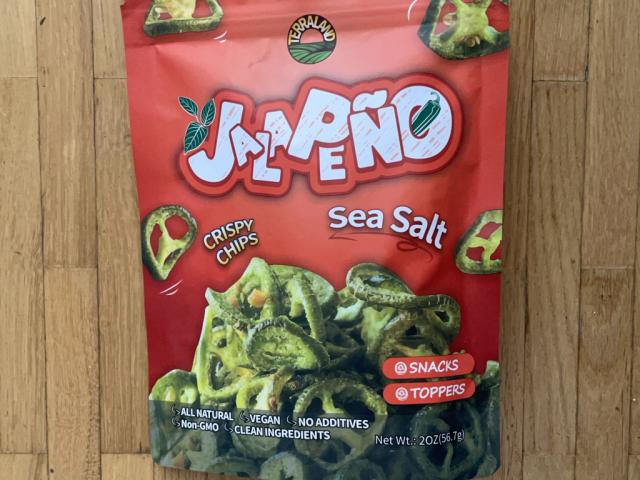 TERRALAND
JALAPEÑO
Sea Salt
CRISPY
CHIPS
SNACKS
TOPPERS
ALL NATURAL VEGAN NO ADDITIVES
Non-GMO CLEAN INGREDIENTS
Net Wt.: 2OZ(56.7g)